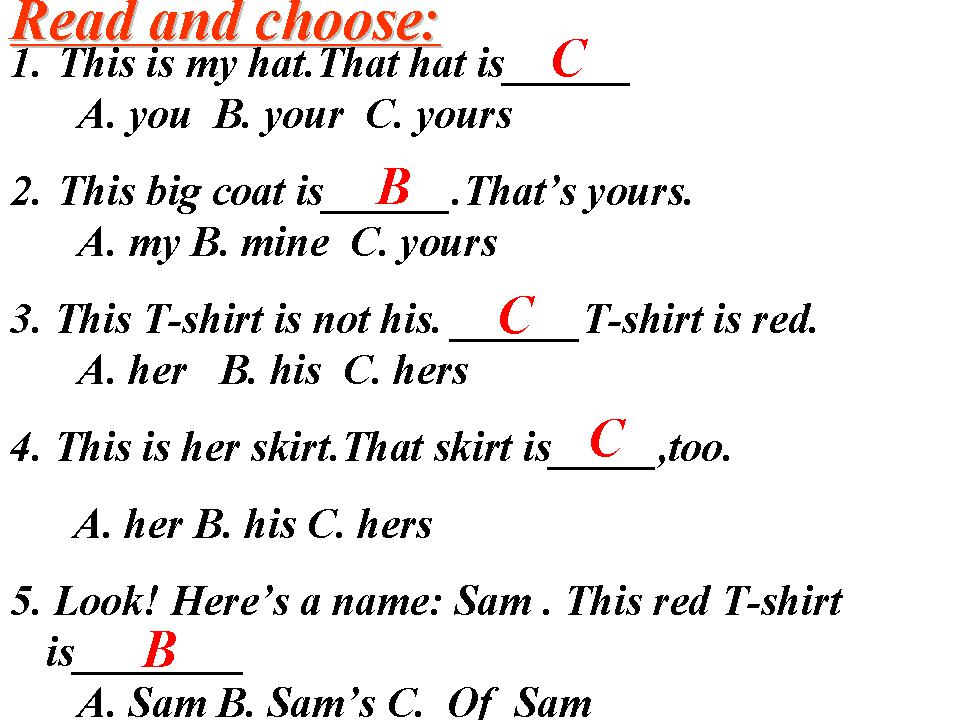 Read and choose:
1. This is my hat.That hat is______ C
A. you B. your C. yours
2. This big coat is______ B .That’s yours.
A. my B. mine C. yours
3. This T-shirt is not his. ______ C T-shirt is red.
A. her B. his C. hers
4. This is her skirt.That skirt is_____ C ,too.
A. her B. his C. hers
5. Look! Here’s a name: Sam . This red T-shirt
is________ B
A. Sam B. Sam’s C. Of Sam